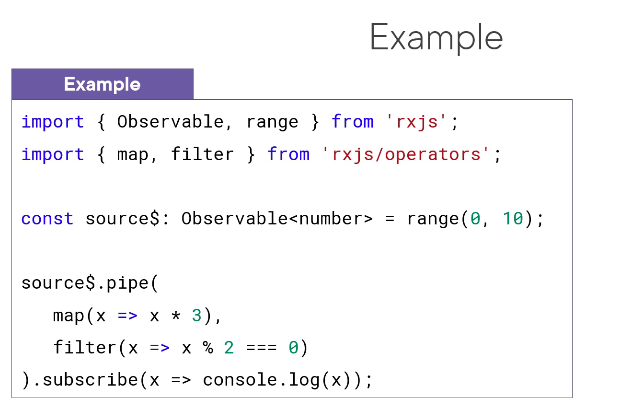 Example
Example
import { Observable, range } from 'rxjs';
import { map, filter } from 'rxjs/operators';
const source$: Observable<number> = range(0, 10);
source$.pipe(
map(x => x * 3),
filter(x => x % 2 === 0)
).subscribe(x => console.log(x));